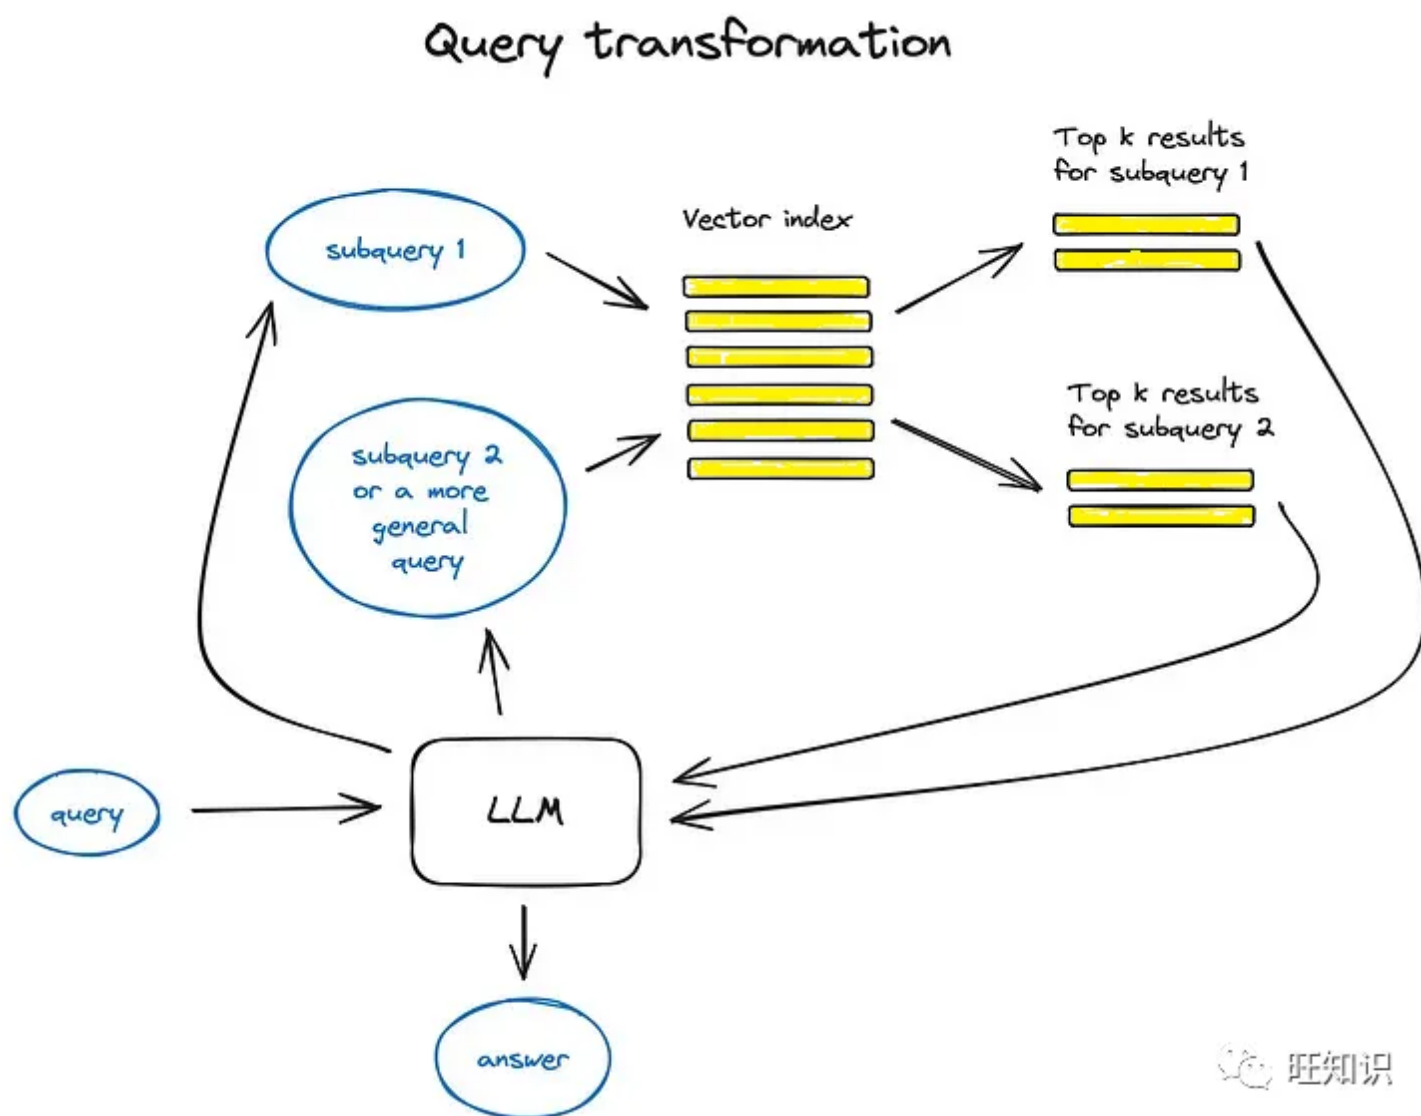 Query transformation
Top k results
for subquery 1
Vector index
subquery 1
Top k results
for subquery 2
subquery 2
or a more
general
query
query
LLM
answer
旺知识